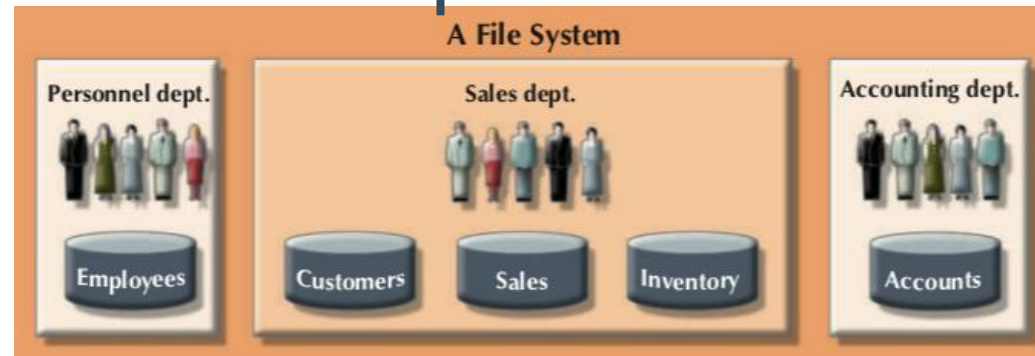 A File System
Personnel dept.
Sales dept.
Accounting dept.
Employees
Customers
Sales
Inventory
Accounts